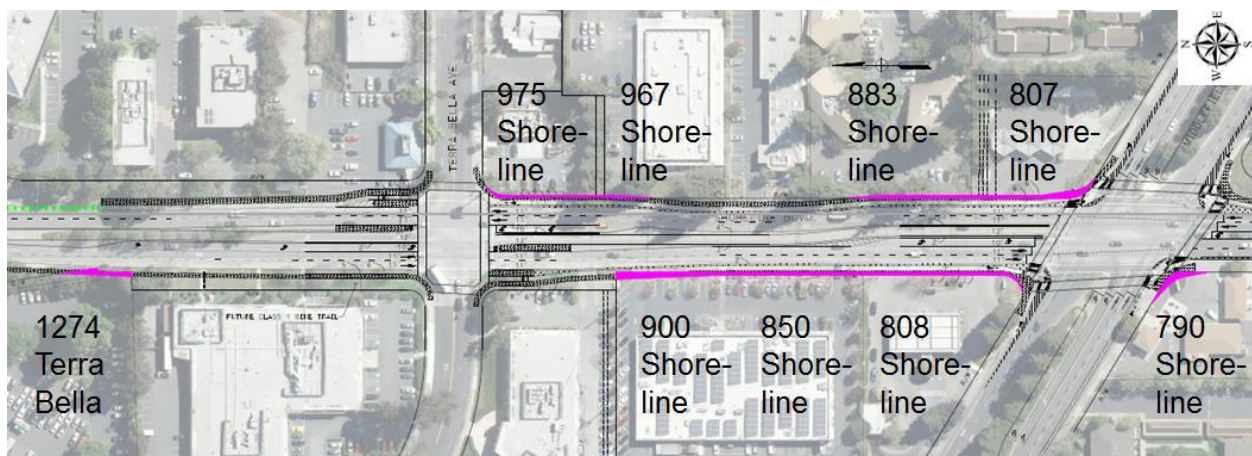 N
E
S
W
TERRA BELLA AVE
975
Shore-
line
967
Shore-
line
883
Shore-
line
807
Shore-
line
1274
Terra
Bella
FUTURE CLASS 1 BIKE TRAIL
900
Shore-
line
850
Shore-
line
808
Shore-
line
790
Shore-
line